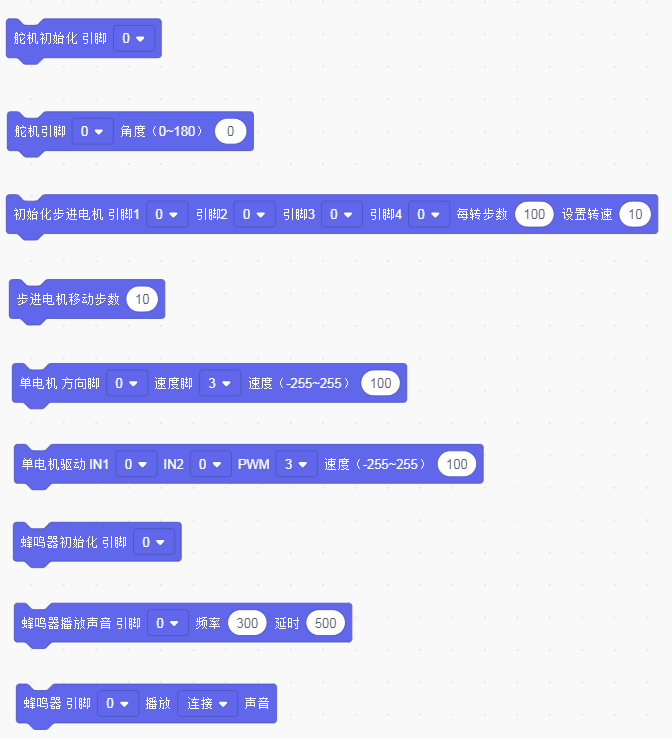 舵机初始化 引脚 0
舵机引脚 0 角度（0~180） 0
初始化步进电机 引脚1 0 引脚2 0 引脚3 0 引脚4 0 每转步数 100 设置转速 10
步进电机移动步数 10
单电机 方向脚 0 速度脚 3 速度（-255~255） 100
单电机驱动 IN1 0 IN2 0 PWM 3 速度（-255~255） 100
蜂鸣器初始化 引脚 0
蜂鸣器播放声音 引脚 0 频率 300 延时 500
蜂鸣器 引脚 0 播放 连接 声音